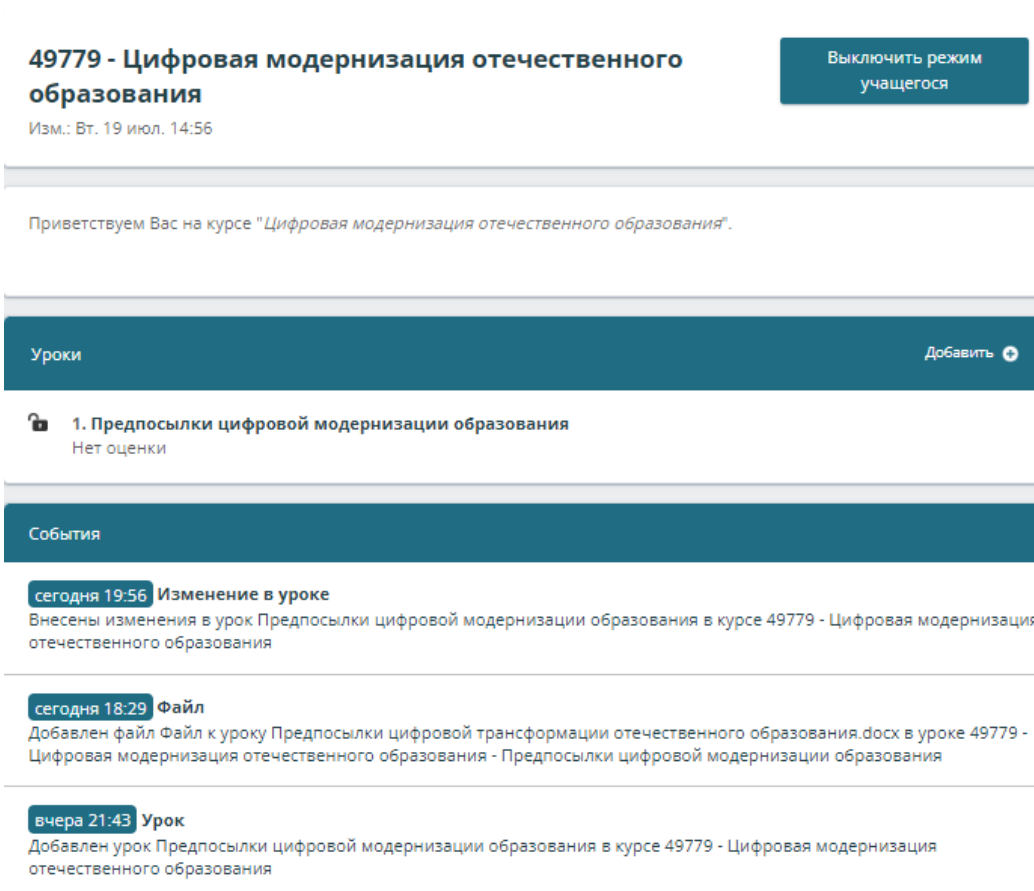 49779 - Цифровая модернизация отечественного
образования
Изм.: Вт. 19 июл. 14:56
Выключить режим
учащегося
Приветствуем Вас на курсе "Цифровая модернизация отечественного образования".
Уроки
Добавить
1. Предпосылки цифровой модернизации образования
Нет оценки
События
сегодня 19:56 Изменение в уроке
Внесены изменения в урок Предпосылки цифровой модернизации образования в курсе 49779 - Цифровая модернизация
отечественного образования
сегодня 18:29 Файл
Добавлен файл Файл к уроку Предпосылки цифровой трансформации отечественного образования.docx в уроке 49779 -
Цифровая модернизация отечественного образования - Предпосылки цифровой модернизации образования
вчера 21:43 Урок
Добавлен урок Предпосылки цифровой модернизации образования в курсе 49779 - Цифровая модернизация
отечественного образования